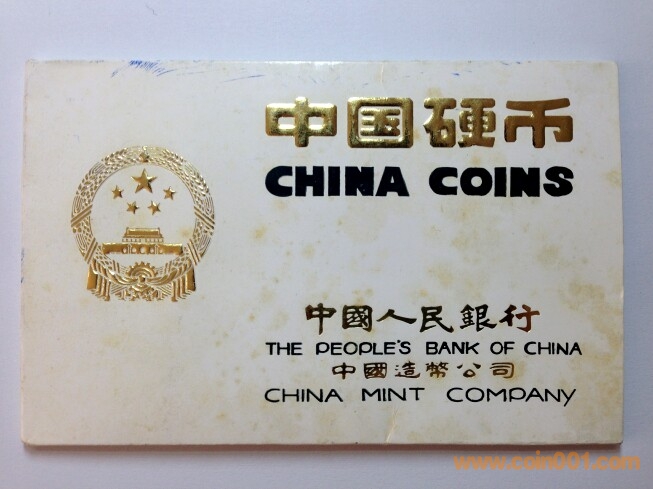 中国硬币
CHINA COINS
中國人民銀行
THE PEOPLE'S BANK OF CHINA
中國造幣公司
CHINA MINT COMPANY
www.coin001.com